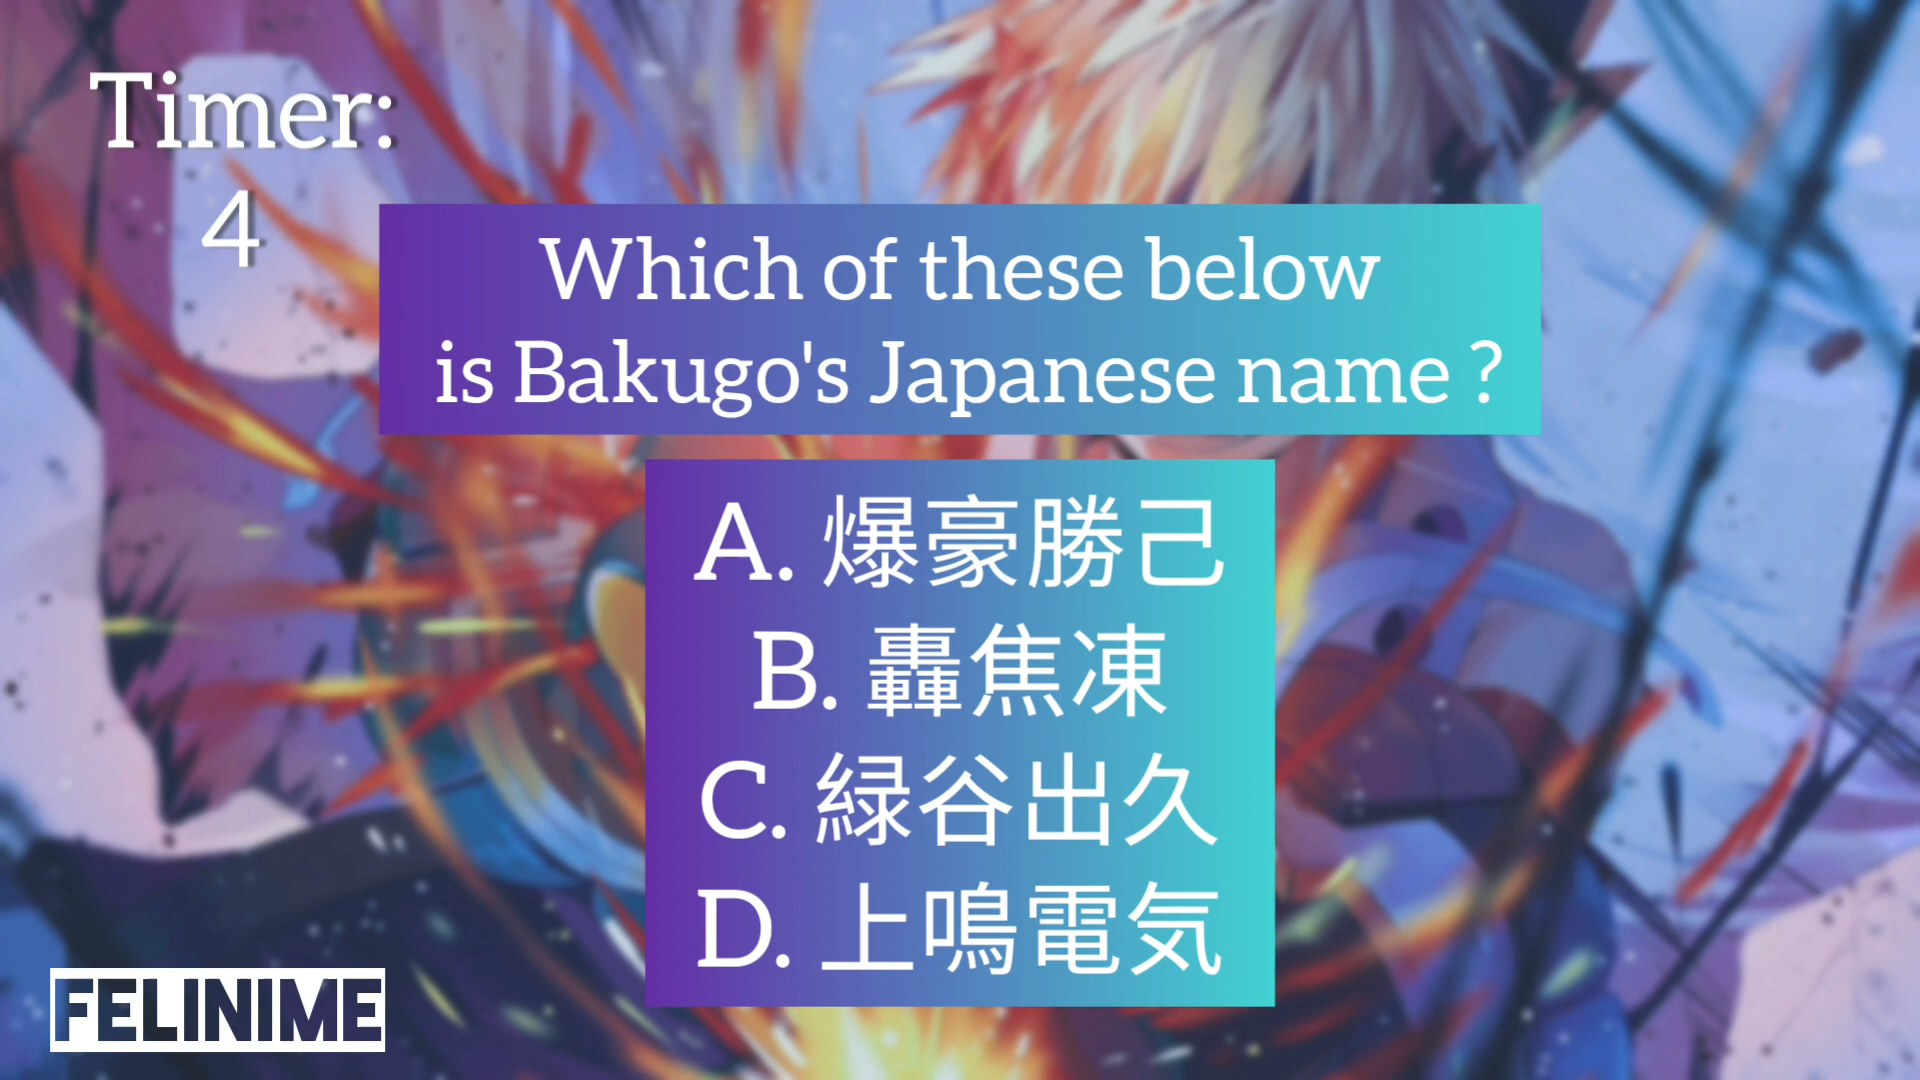 Timer:
4
Which of these below
is Bakugo's Japanese name ?
A. 爆豪勝己
B. 轟焦凍
C. 緑谷出久
D. 上鳴電気
FELINIME